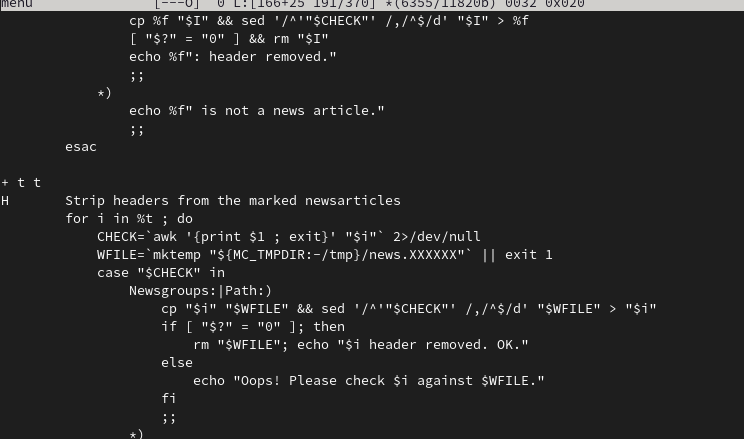 menu [---O] 0 L:[166+25 191/370] *(6355/11820b) 0032 0x020
cp %f "$I" && sed '/^'"$CHECK"' /,/^$/d' "$I" > %f
[ "$?" = "0" ] && rm "$I"
echo %f": header removed."
;;
*)
echo %f" is not a news article."
;;
esac
+ t t
H Strip headers from the marked newsarticles
for i in %t ; do
CHECK=`awk '{print $1 ; exit}' "$i"` 2>/dev/null
WFILE=`mktemp "${MC_TMPDIR:-/tmp}/news.XXXXXX"` || exit 1
case "$CHECK" in
Newsgroups:|Path:)
cp "$i" "$WFILE" && sed '/^'"$CHECK"' /,/^$/d' "$WFILE" > "$i"
if [ "$?" = "0" ]; then
rm "$WFILE"; echo "$i header removed. OK."
else
echo "Oops! Please check $i against $WFILE."
fi
;;
*)